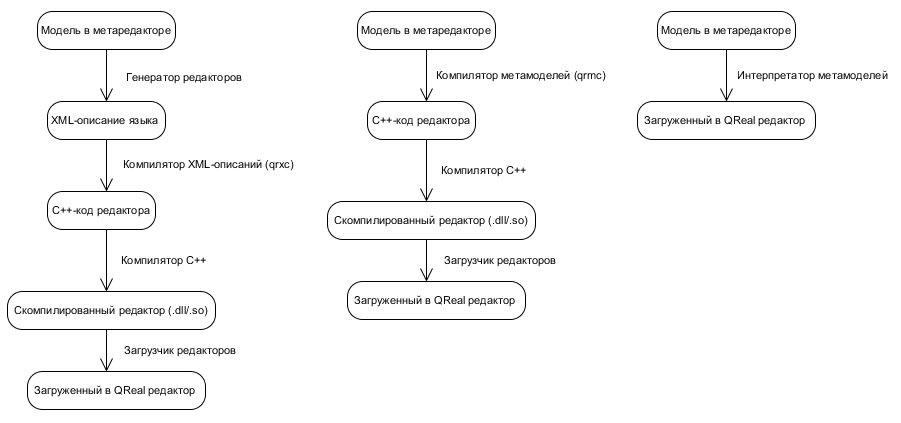 Модель в метаредакторе
Генератор редакторов
XML-описание языка
Компилятор XML-описаний (qrxc)
C++-код редактора
Компилятор C++
Скомпилированный редактор (.dll/.so)
Загрузчик редакторов
Загруженный в QReal редактор
Модель в метаредакторе
Компилятор метамоделей (qrmc)
C++-код редактора
Компилятор C++
Скомпилированный редактор (.dll/.so)
Загрузчик редакторов
Загруженный в QReal редактор
Модель в метаредакторе
Интерпретатор метамоделей
Загруженный в QReal редактор